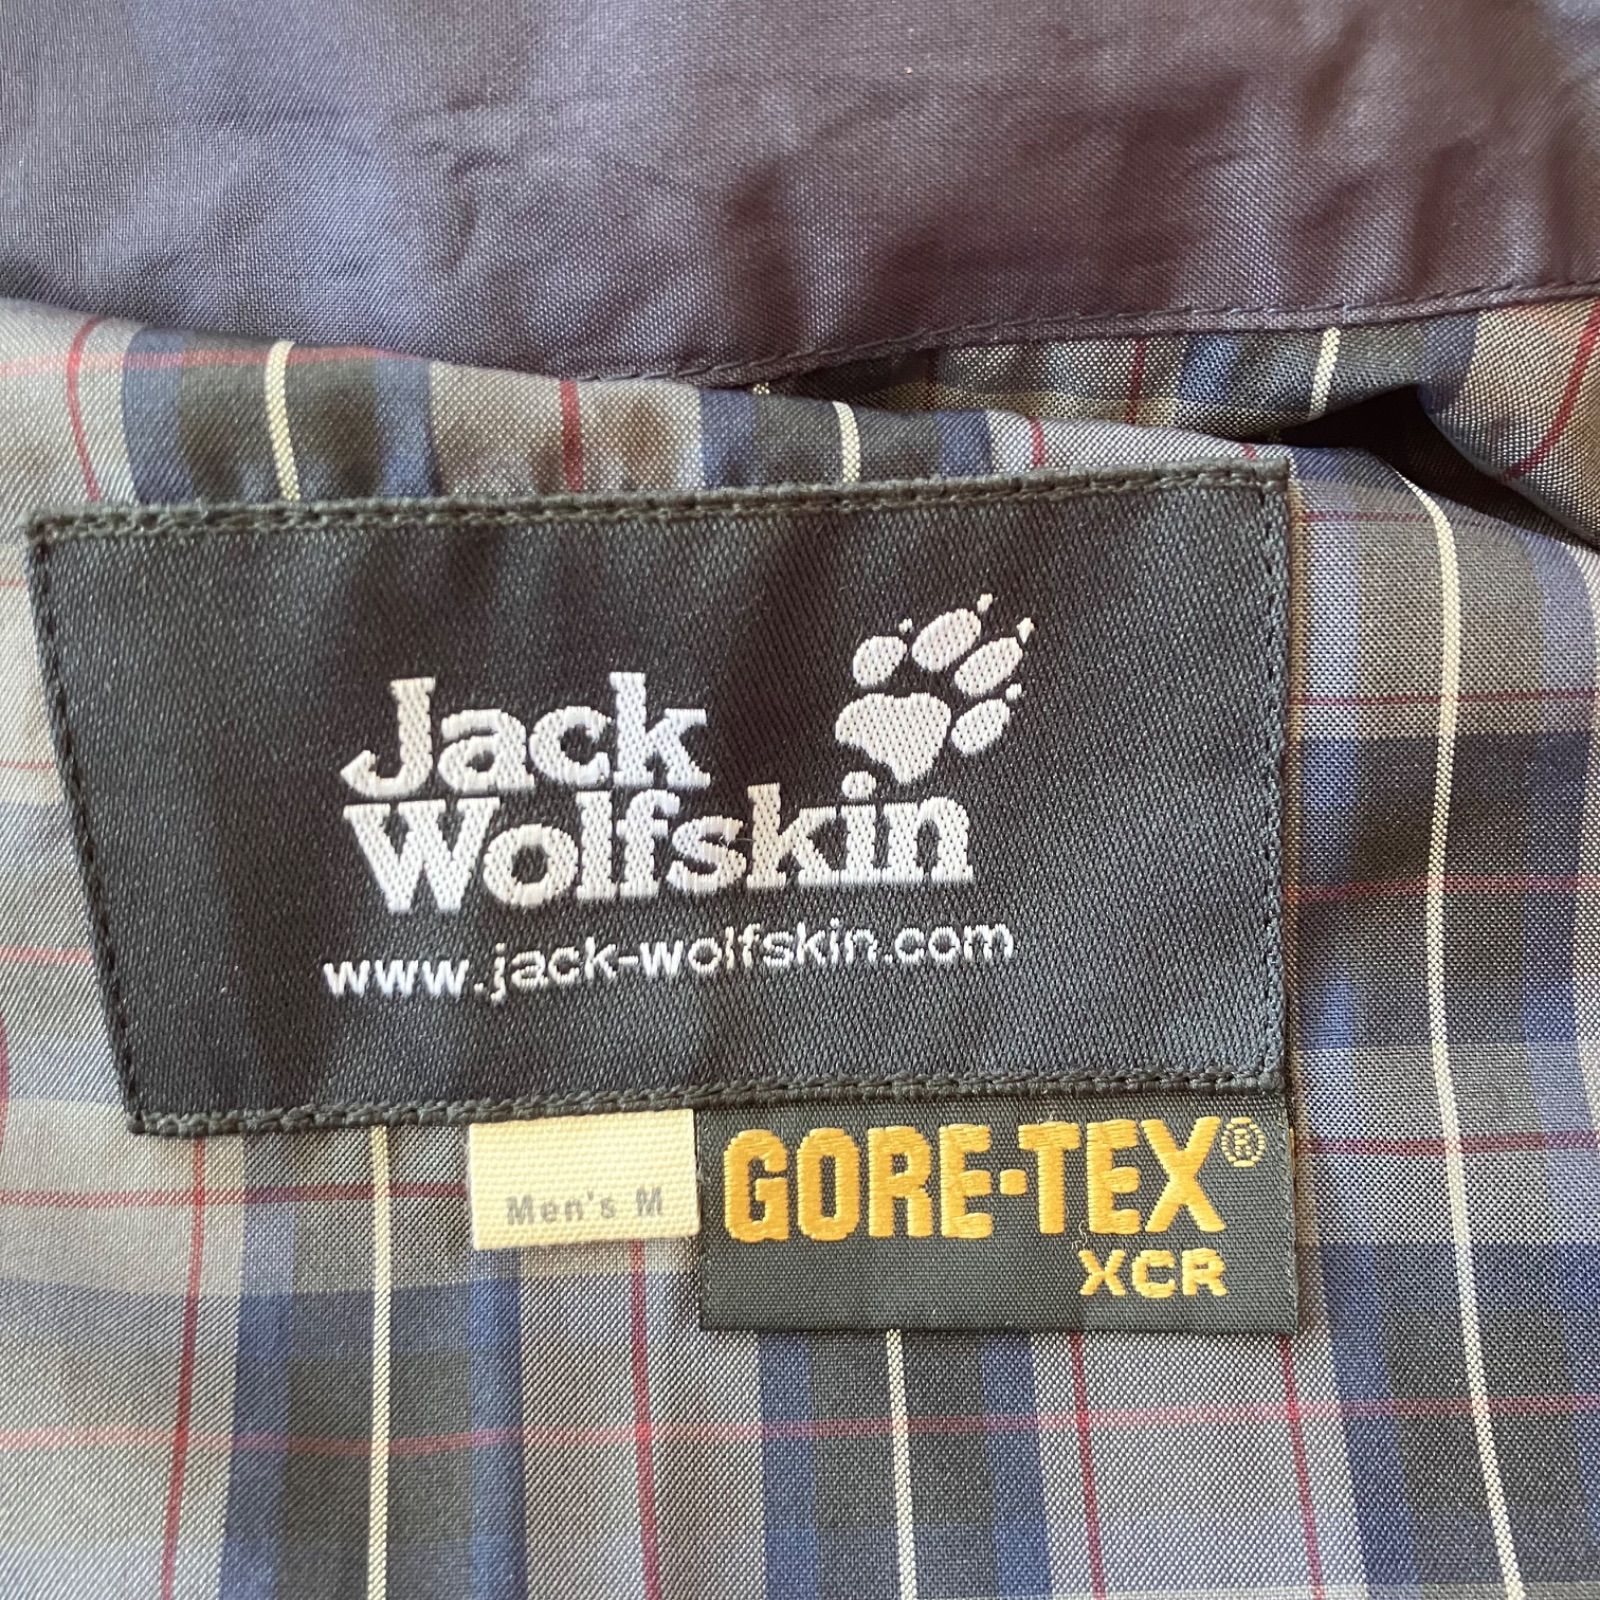 Jack
Wolfskin
www.jack-wolfskin.com
Men's M
GORE-TEX®
XCR